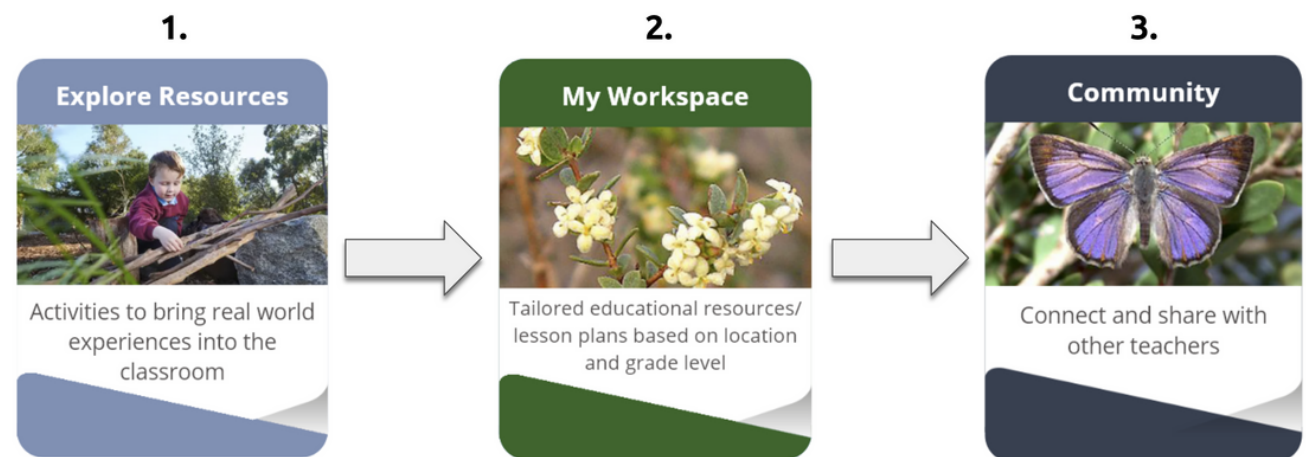 1.
Explore Resources
Activities to bring real world
experiences into the
classroom
2.
My Workspace
Tailored educational resources/
lesson plans based on location
and grade level
3.
Community
Connect and share with
other teachers